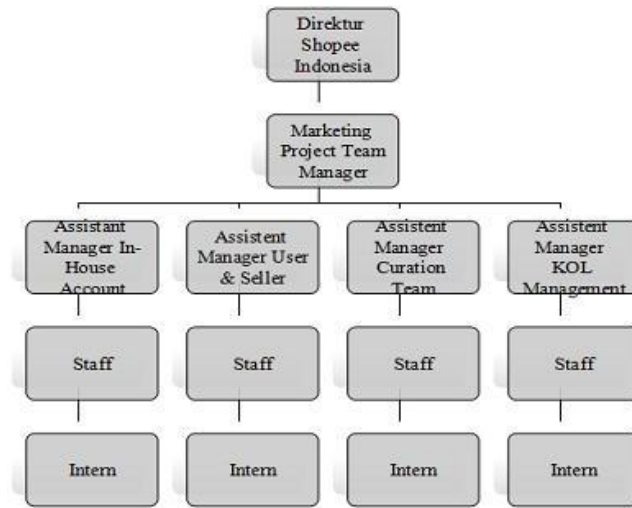 Direktur
Shopee
Indonesia
Marketing
Project Team
Manager
Assistant
Manager In-
House
Account
Assistent
Manager User
& Seller
Assistent
Manager
Curation
Team
Assistent
Manager
KOL
Management
Staff
Staff
Staff
Staff
Intern
Intern
Intern
Intern